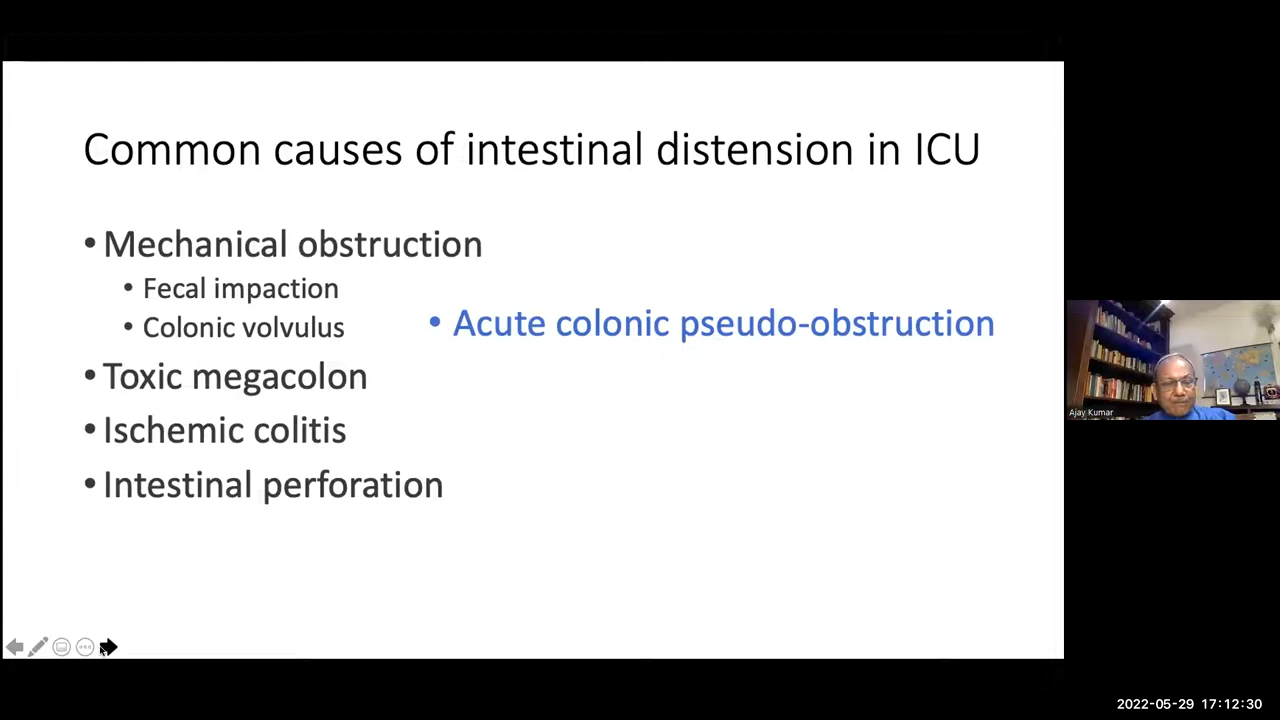 Common causes of intestinal distension in ICU
• Mechanical obstruction
• Fecal impaction
• Colonic volvulus
• Acute colonic pseudo-obstruction
• Toxic megacolon
• Ischemic colitis
• Intestinal perforation
Ajay Kumar
2022-05-29 17:12:30